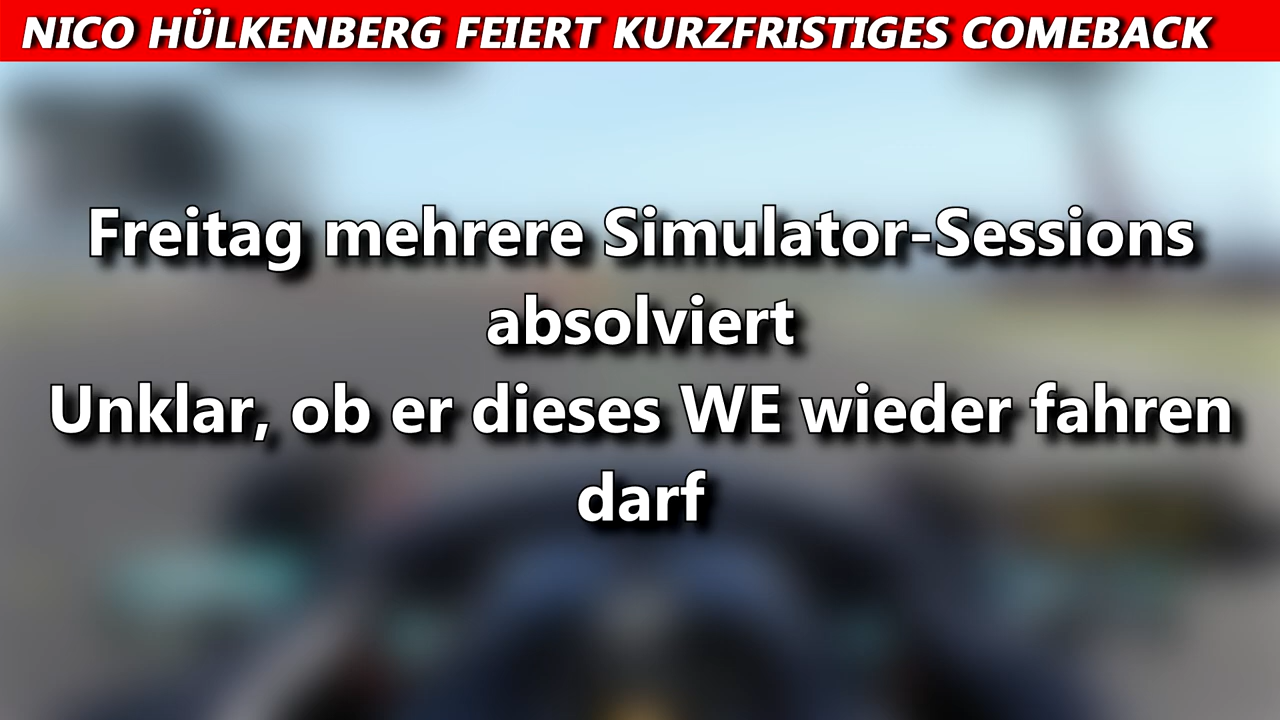 NICO HÜLKENBERG FEIERT KURZFRISTIGES COMEBACK
Freitag mehrere Simulator-Sessions
absolviert
Unklar, ob er dieses WE wieder fahren
darf